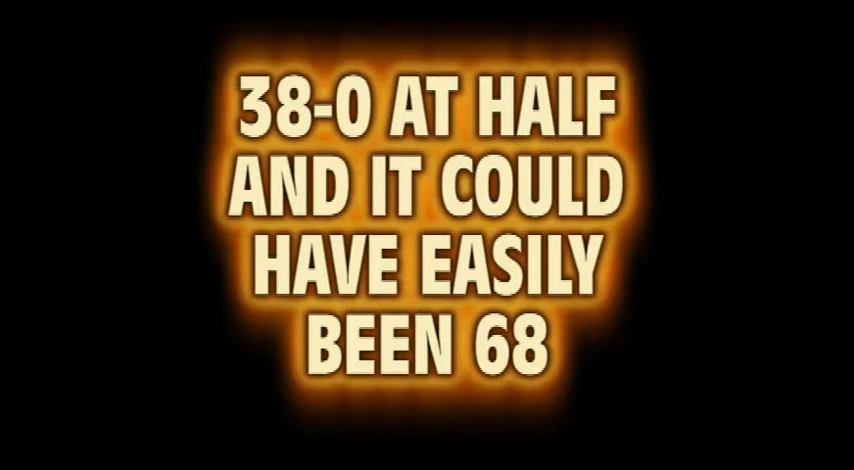 38-0 AT HALF
AND IT COULD
HAVE EASILY
BEEN 68